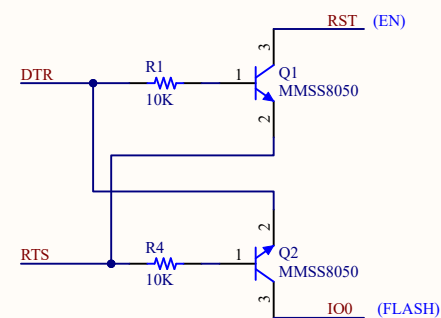 RST (EN)
3
DTR
R1
1
Q1
10K
MMSS8050
2
2
RTS
R4
1
Q2
10K
MMSS8050
3
IO0 (FLASH)